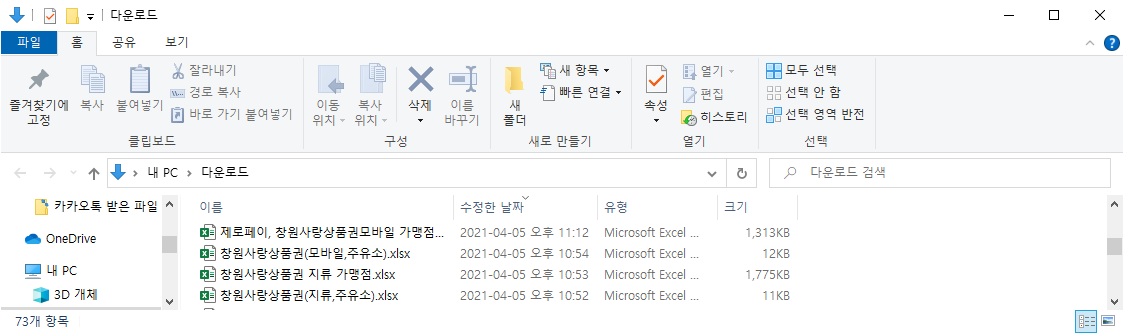 다운로드
파일 홈 공유 보기
즐겨찾기에 고정
복사
붙여넣기
잘라내기
경로 복사
바로 가기 붙여넣기
클립보드
이동 위치
복사 위치
삭제
이름 바꾸기
구성
새 폴더
새 항목
빠른 연결
새로 만들기
속성
열기
편집
히스토리
열기
모두 선택
선택 안 함
선택 영역 반전
선택
내 PC 다운로드
다운로드 검색
카카오톡 받은 파일
OneDrive
내 PC
3D 개체
이름 수정한 날짜 유형 크기
제로페이, 창원사랑상품권모바일 가맹점... 2021-04-05 오후 11:12 Microsoft Excel ... 1,313KB
창원사랑상품권(모바일,주유소).xlsx 2021-04-05 오후 10:54 Microsoft Excel ... 12KB
창원사랑상품권 지류 가맹점.xlsx 2021-04-05 오후 10:53 Microsoft Excel ... 1,775KB
창원사랑상품권(지류,주유소).xlsx 2021-04-05 오후 10:52 Microsoft Excel ... 11KB
73개 항목